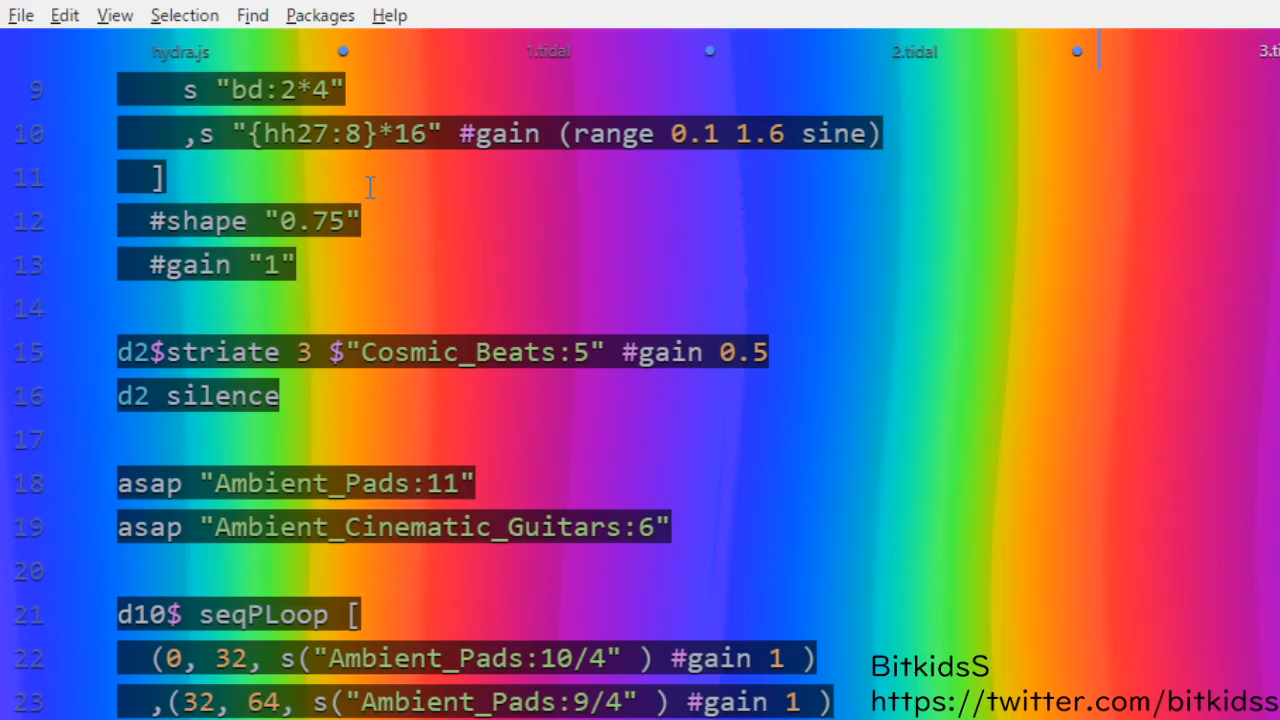 File Edit View Selection Find Packages Help
hydra.js 1.tidal 2.tidal 3.ti
9 s "bd:2*4"
10 ,s "{hh27:8}*16" #gain (range 0.1 1.6 sine)
11 ]
12 #shape "0.75"
13 #gain "1"
14
15 d2$striate 3 $"Cosmic_Beats:5" #gain 0.5
16 d2 silence
17
18 asap "Ambient_Pads:11"
19 asap "Ambient_Cinematic_Guitars:6"
20
21 d10$ seqPLoop [
22 (0, 32, s("Ambient_Pads:10/4" ) #gain 1 )
23 ,(32, 64, s("Ambient_Pads:9/4" ) #gain 1 )
BitkidsS
https://twitter.com/bitkidss